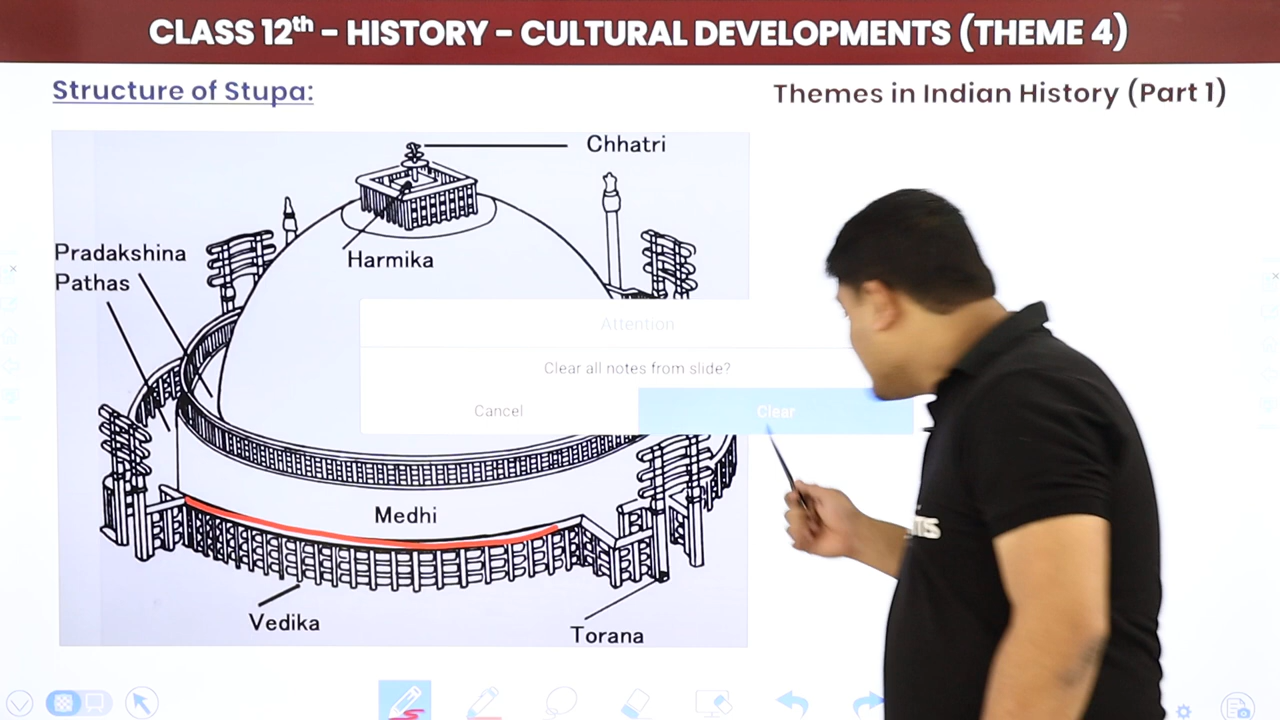 CLASS 12th - HISTORY - CULTURAL DEVELOPMENTS (THEME 4)
Structure of Stupa:
Themes in Indian History (Part 1)
Chhatri
Pradakshina
Pathas
Harmika
Attention
Clear all notes from slide?
Cancel
Clear
Medhi
Vedika
Torana